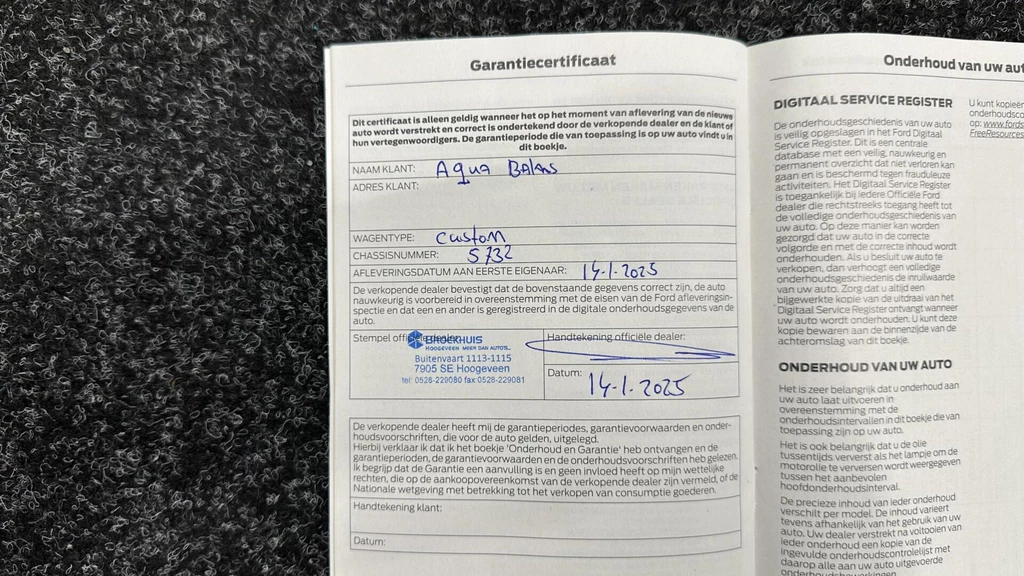 Garantiecertificaat
Dit certificaat is alleen geldig wanneer het op het moment van aflevering van de nieuwe
auto wordt verstrekt en correct is ondertekend door de verkopende dealer en de klant of
hun vertegenwoordigers. De garantieperiode die van toepassing is op uw auto vindt u in
dit boekje.
NAAM KLANT: Aqua Balans
ADRES KLANT:
WAGENTYPE: Custom
CHASSISNUMMER: 5732
AFLEVERINGSDATUM AAN EERSTE EIGENAAR: 14-1-2025
De verkopende dealer bevestigt dat de bovenstaande gegevens correct zijn, de auto
nauwkeurig is voorbereid in overeenstemming met de eisen van de Ford afleveringsin-
spectie en dat een en ander is geregistreerd in de digitale onderhoudsgegevens van de
auto.
Stempel officiële dealer:
BROEKHUIS
HOOGEVEEN MEER DAN AUTO'S..
Buitenvaart 1113-1115
7905 SE Hoogeveen
tel: 0528-229080 fax:0528-229081
Handtekening officiële dealer:
Datum: 14-1-2025
De verkopende dealer heeft mij de garantieperiodes, garantievoorwaarden en onder-
houdsvoorschriften, die voor de auto gelden, uitgelegd.
Hierbij verklaar ik dat ik het boekje 'Onderhoud en Garantie' heb ontvangen en de
garantieperioden, de garantievoorwaarden en de onderhoudsvoorschriften heb gelezen.
Ik begrijp dat de Garantie een aanvulling is en geen invloed heeft op mijn wettelijke
rechten, die op de aankoopovereenkomst van de verkopende dealer zijn vermeld, of de
Nationale wetgeving met betrekking tot het verkopen van consumptie goederen.
Handtekening klant:
Datum:
Onderhoud van uw aut
DIGITAAL SERVICE REGISTER
De onderhoudsgeschiedenis van uw auto
is veilig opgeslagen in het Ford Digitaal
Service Register. Dit is een centrale
database met een veilig, nauwkeurig en
permanent overzicht dat niet verloren kan
gaan en is beschermd tegen frauduleuze
activiteiten. Het Digitaal Service Register
is toegankelijk bij iedere Officiële Ford
dealer die rechtstreeks toegang heeft tot
de volledige onderhoudsgeschiedenis van
uw auto. Op deze manier kan worden
gezorgd dat uw auto in de correcte
volgorde en met de correcte inhoud wordt
onderhouden. Als u besluit uw auto te
verkopen, dan verhoogt een volledige
onderhoudsgeschiedenis de inruilwaarde
van uw auto. Zorg dat u altijd een
bijgewerkte kopie van de uitdraai van het
Digitaal Service Register ontvangt wanneer
uw auto wordt onderhouden. U kunt deze
kopie bewaren aan de binnenzijde van de
achteromslag van dit boekje.
ONDERHOUD VAN UW AUTO
Het is zeer belangrijk dat u onderhoud aan
uw auto laat uitvoeren in
overeenstemming met de
onderhoudsintervallen in dit boekje die van
toepassing zijn op uw auto.
Het is ook belangrijk dat u de olie
tussentijds ververst als het lampje om de
motorolie te verversen wordt weergegeven
tussen het aanbevolen
hoofdonderhoudsinterval.
De precieze inhoud van ieder onderhoud
verschilt per model. De inhoud varieert
tevens afhankelijk van het gebruik van uw
auto. Uw dealer verstrekt na voltooien van
ieder onderhoud een kopie van de
ingevulde onderhoudscontrolelijst met
daarop alle aan uw auto uitgevoerde
U kunt kopieër
onderhoudsco
op: www.fords
FreeResources